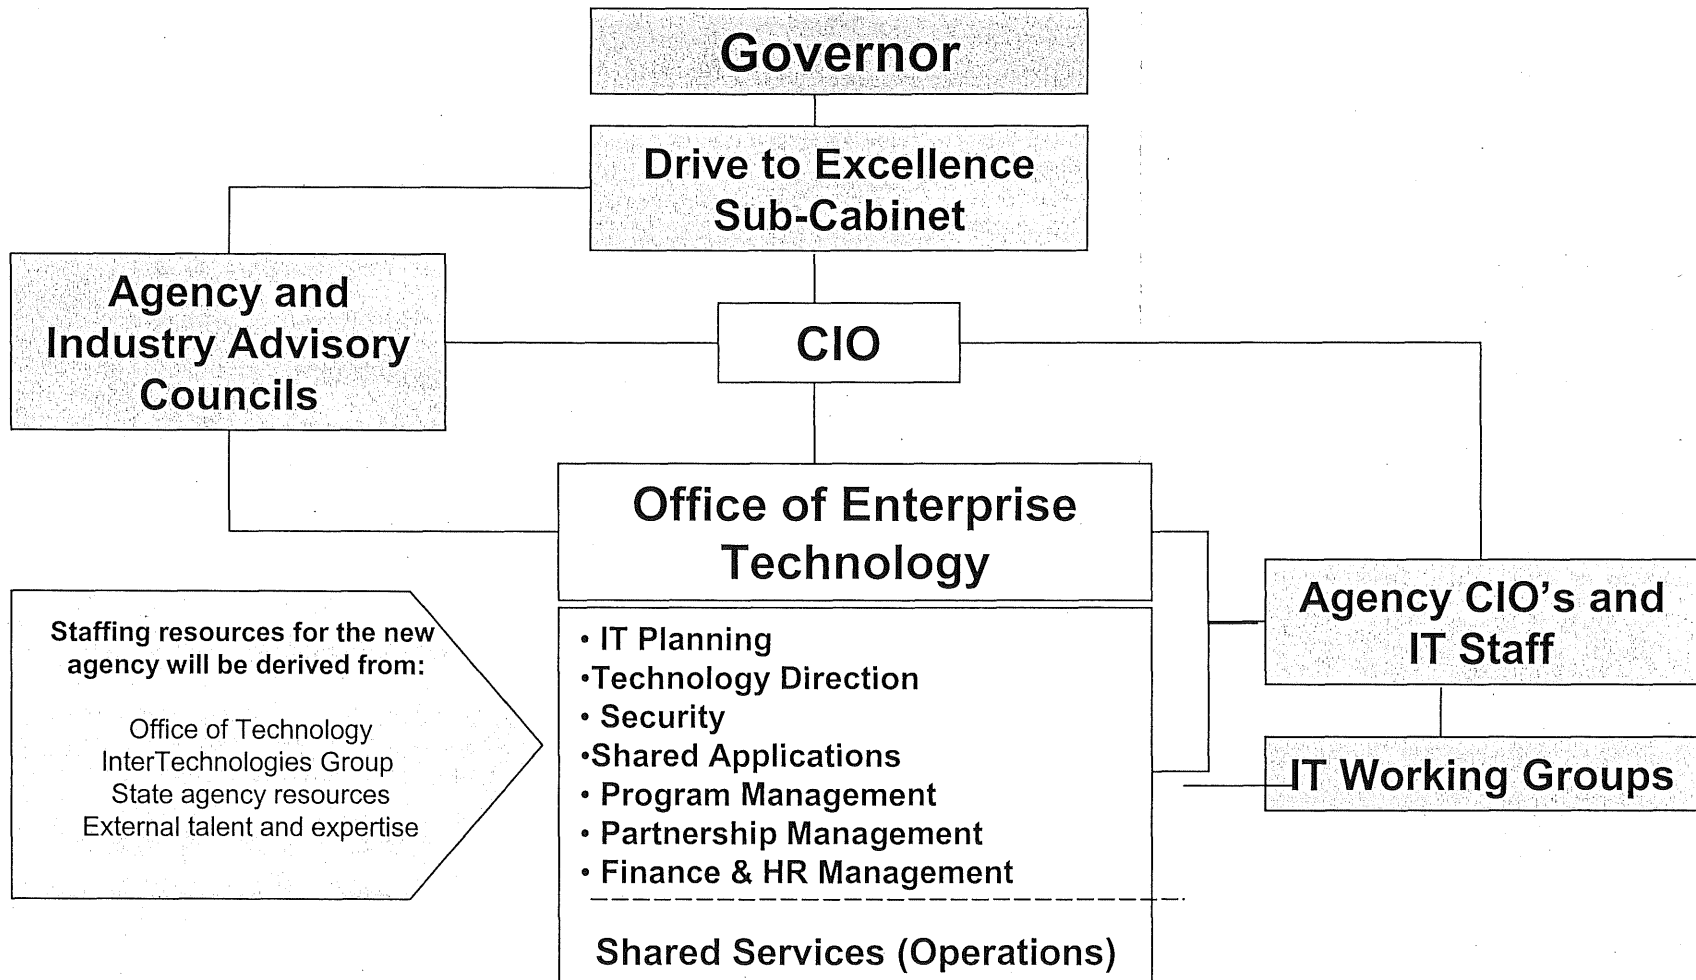 Governor
Drive to Excellence
Sub-Cabinet
Agency and
Industry Advisory
Councils
CIO
Office of Enterprise
Technology
Staffing resources for the new
agency will be derived from:
Office of Technology
InterTechnologies Group
State agency resources
External talent and expertise
• IT Planning
•Technology Direction
• Security
•Shared Applications
• Program Management
• Partnership Management
• Finance & HR Management
Shared Services (Operations)
Agency CIO’s and
IT Staff
IT Working Groups